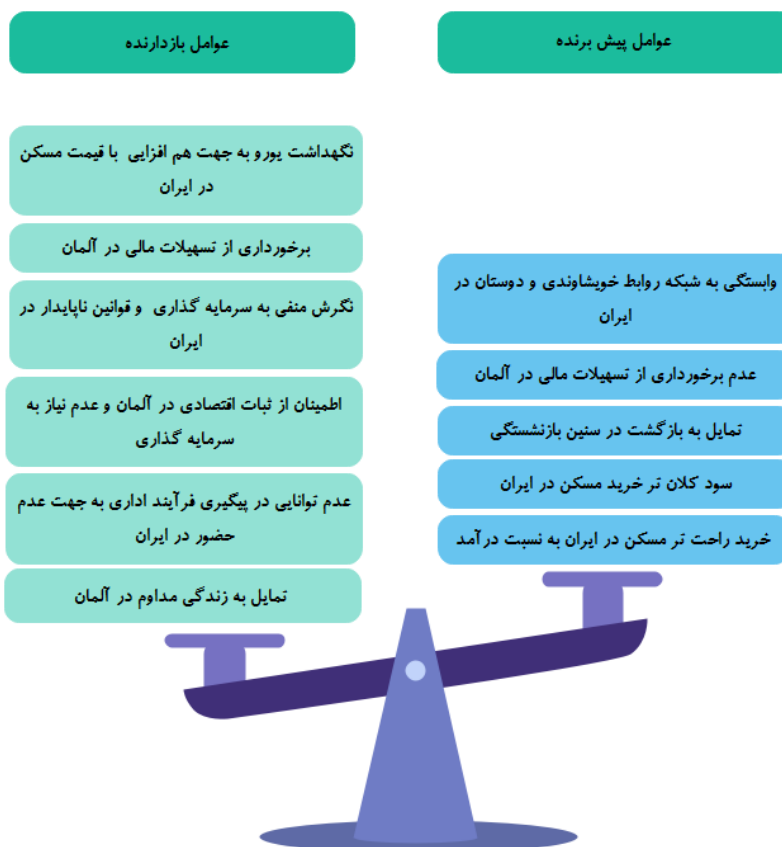 عوامل پیش برنده
وابستگی به شبکه روابط خویشاوندی و دوستان در
ایران
عدم برخورداری از تسهیلات مالی در آلمان
تمایل به بازگشت در سنین بازنشستگی
سود کلان تر خرید مسکن در ایران
خرید راحت تر مسکن در ایران به نسبت درآمد
عوامل بازدارنده
نگهداشت یورو به جهت هم افزایی با قیمت مسکن
در ایران
برخورداری از تسهیلات مالی در آلمان
نگرش منفی به سرمایه گذاری و قوانین ناپایدار در
ایران
اطمینان از ثبات اقتصادی در آلمان و عدم نیاز به
سرمایه گذاری
عدم توانایی در پیگیری فرآیند اداری به جهت عدم
حضور در ایران
تمایل به زندگی مداوم در آلمان